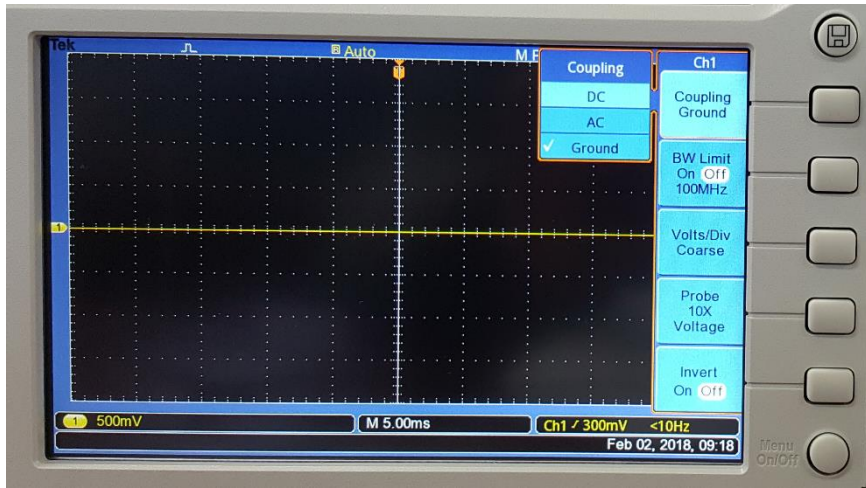 Tek
Auto
M P
Coupling
DC
AC
Ground
Ch1
Coupling
Ground
BW Limit
On Off
100MHz
Volts/Div
Coarse
Probe
10X
Voltage
Invert
On Off
1
1 500mV
M 5.00ms
Ch1 / 300mV <10Hz
Feb 02, 2018, 09:18
Menu
On/Off